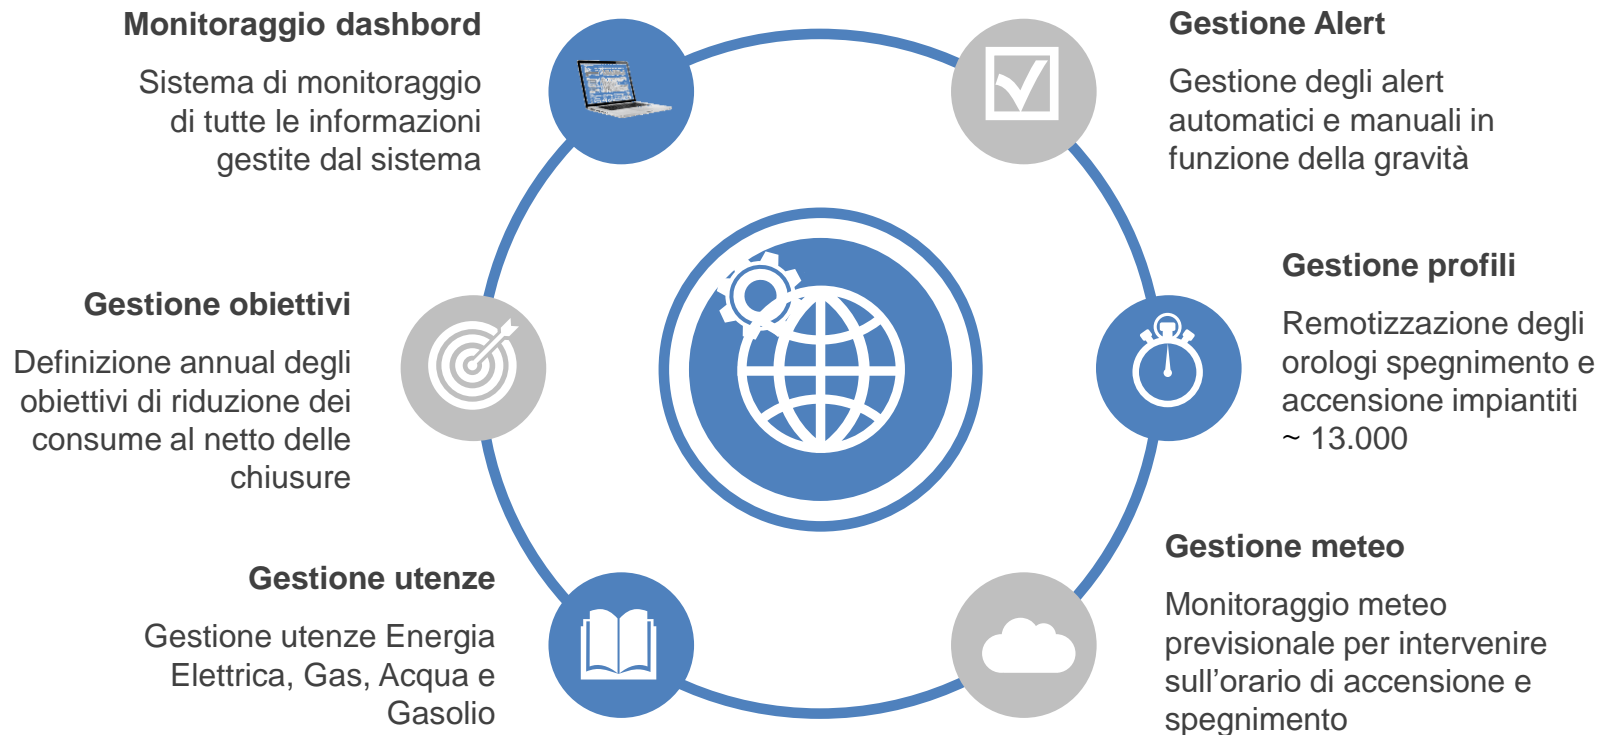 Monitoraggio dashbord
Sistema di monitoraggio
di tutte le informazioni
gestite dal sistema
Gestione Alert
Gestione degli alert
automatici e manuali in
funzione della gravità
Gestione obiettivi
Definizione annual degli
obiettivi di riduzione dei
consume al netto delle
chiusure
Gestione profili
Remotizzazione degli
orologi spegnimento e
accensione impiantiti
~ 13.000
Gestione utenze
Gestione utenze Energia
Elettrica, Gas, Acqua e
Gasolio
Gestione meteo
Monitoraggio meteo
previsionale per intervenire
sull’orario di accensione e
spegnimento